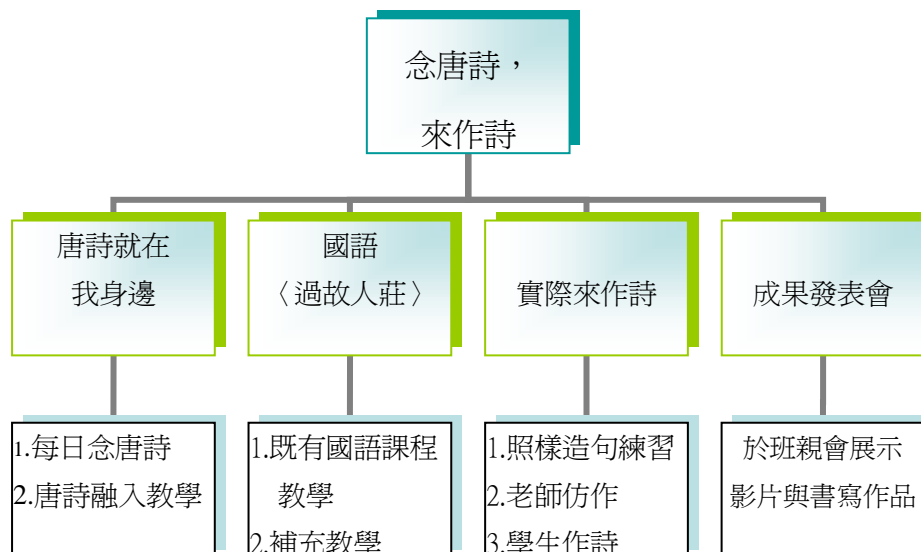 念唐詩，
來作詩
唐詩就在
我身邊
國語
〈過故人莊〉
實際來作詩
成果發表會
1.每日念唐詩
2.唐詩融入教學
1.既有國語課程
教學
2.補充教學
1.照樣造句練習
2.老師仿作
3.學生作詩
於班親會展示
影片與書寫作品